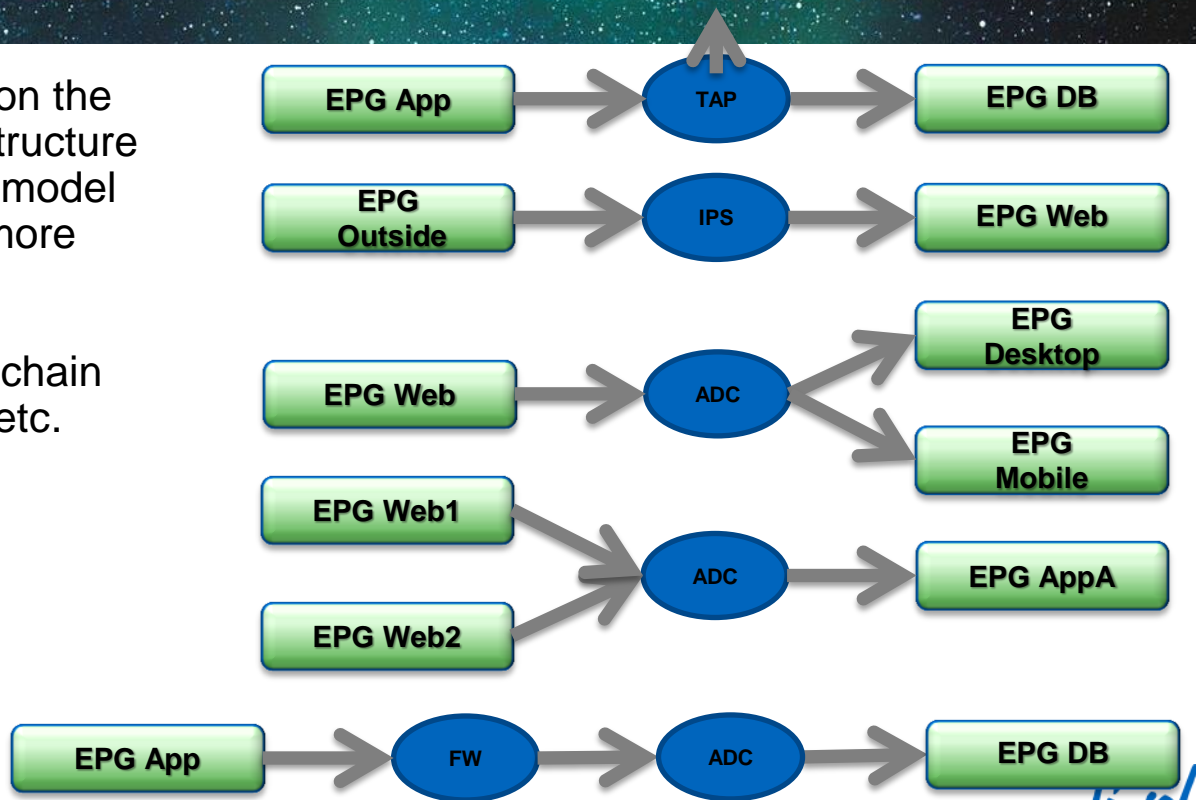 on the
tructure
model
more
chain
etc.
EPG App
TAP
EPG DB
EPG
Outside
IPS
EPG Web
EPG Web
ADC
EPG
Desktop
EPG
Mobile
EPG Web1
EPG Web2
ADC
EPG AppA
EPG App
FW
ADC
EPG DB